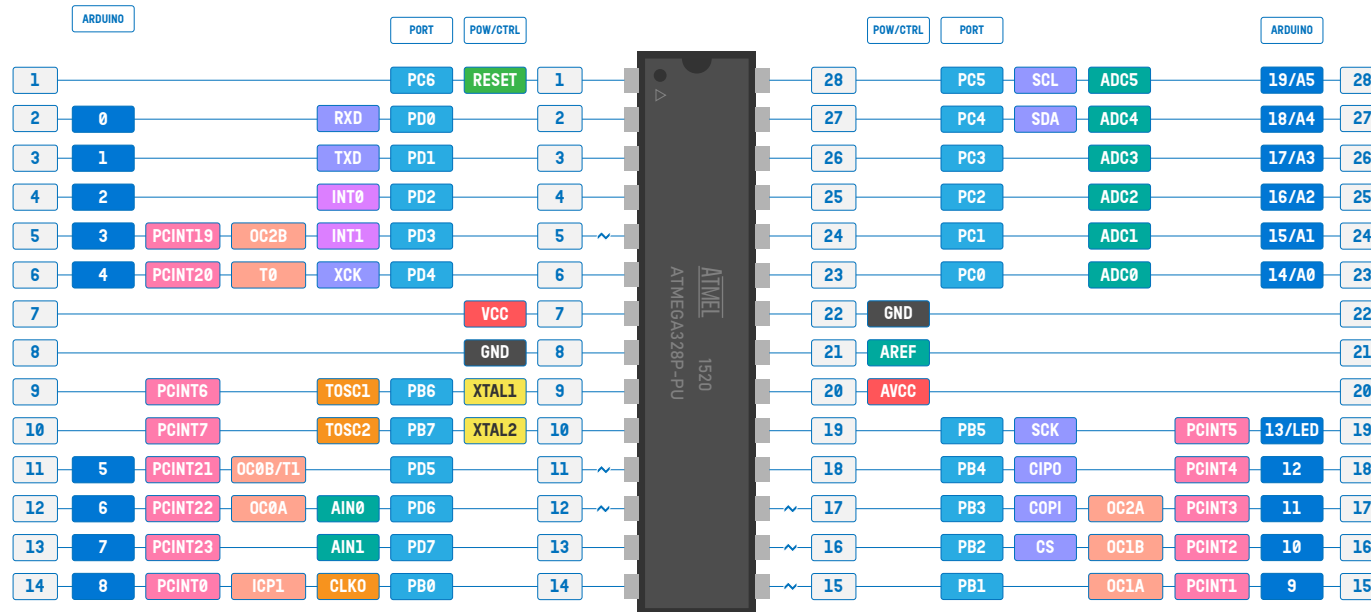 ARDUINO PORT POW/CTRL POW/CTRL PORT ARDUINO
1 PC6 RESET 1 28 PC5 SCL ADC5 19/A5 28
2 0 RXD PD0 2 27 PC4 SDA ADC4 18/A4 27
3 1 TXD PD1 3 26 PC3 ADC3 17/A3 26
4 2 INT0 PD2 4 25 PC2 ADC2 16/A2 25
5 3 PCINT19 OC2B INT1 PD3 5 ~ 24 PC1 ADC1 15/A1 24
6 4 PCINT20 T0 XCK PD4 6 23 PC0 ADC0 14/A0 23
7 VCC 7 22 GND 22
8 GND 8 21 AREF 21
9 PCINT6 TOSC1 PB6 XTAL1 9 20 AVCC 20
10 PCINT7 TOSC2 PB7 XTAL2 10 19 PB5 SCK PCINT5 13/LED 19
11 5 PCINT21 OC0B/T1 PD5 11 ~ 18 PB4 CIPO PCINT4 12 18
12 6 PCINT22 OC0A AIN0 PD6 12 ~ ~ 17 PB3 COPI OC2A PCINT3 11 17
13 7 PCINT23 AIN1 PD7 13 ~ 16 PB2 CS OC1B PCINT2 10 16
14 8 PCINT0 ICP1 CLKO PB0 14 ~ 15 PB1 OC1A PCINT1 9 15
ATMEL
ATMEGA328P-PU
1520